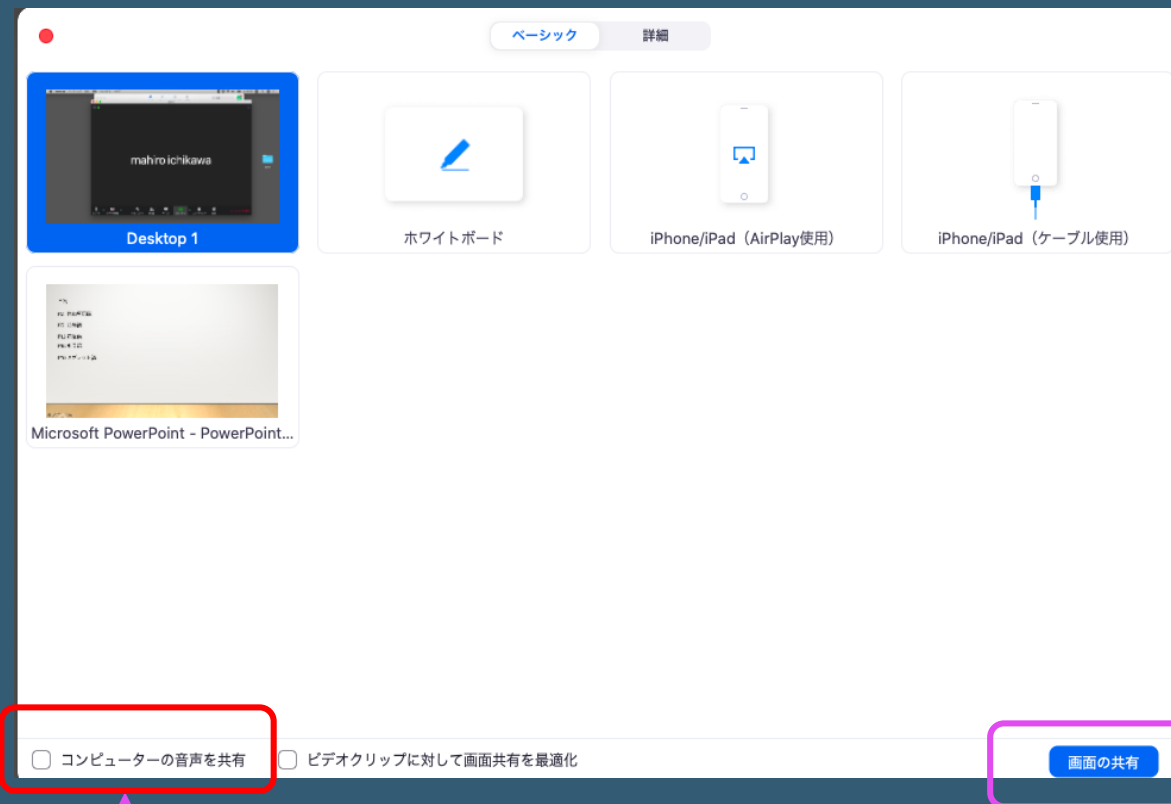 ベーシック 詳細
mahiro ichikawa
Desktop 1
ホワイトボード
iPhone/iPad（AirPlay使用）
iPhone/iPad（ケーブル使用）
Microsoft PowerPoint - PowerPoint...
コンピューターの音声を共有
ビデオクリップに対して画面共有を最適化
画面の共有